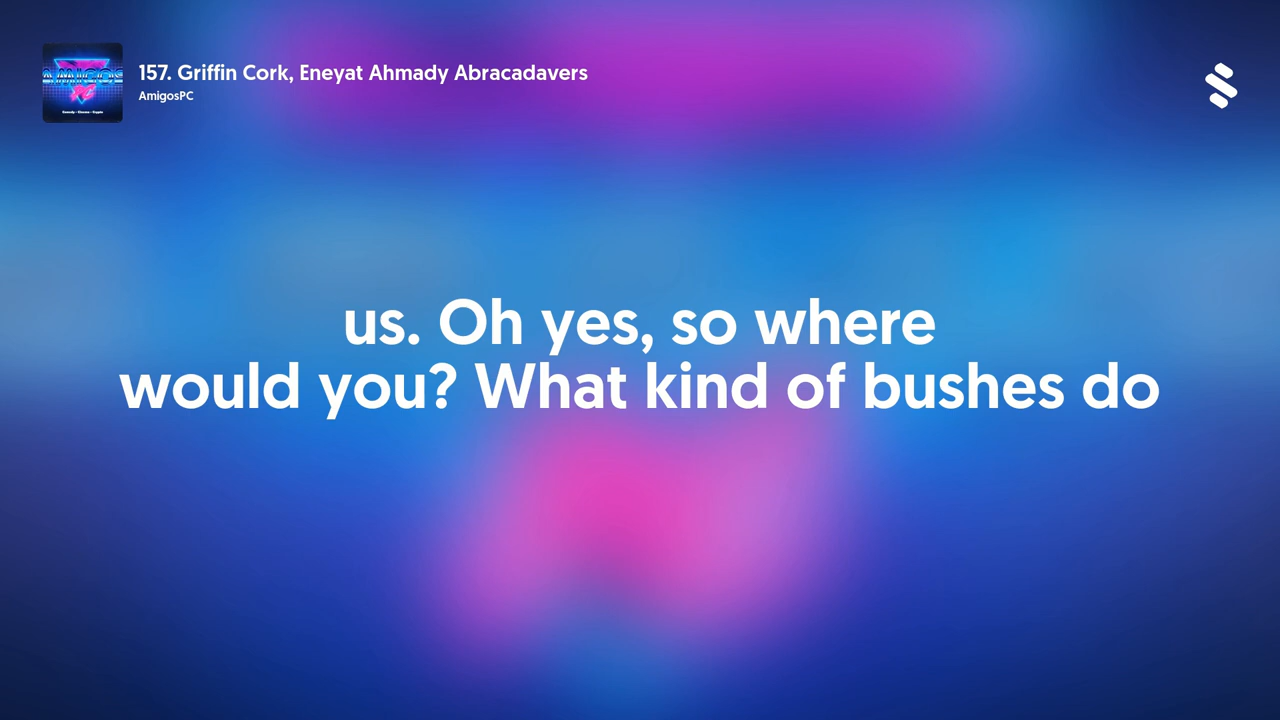 157. Griffin Cork, Eneyat Ahmady Abracadavers
AmigosPC
us. Oh yes, so where
would you? What kind of bushes do